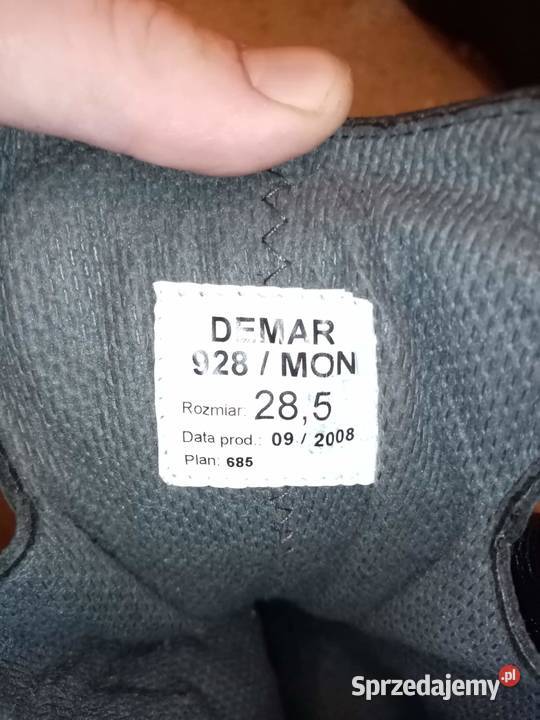 DEMAR
928 / MON
Rozmiar: 28,5
Data prod.: 09 / 2008
Plan: 685
Sprzedajemy.pl